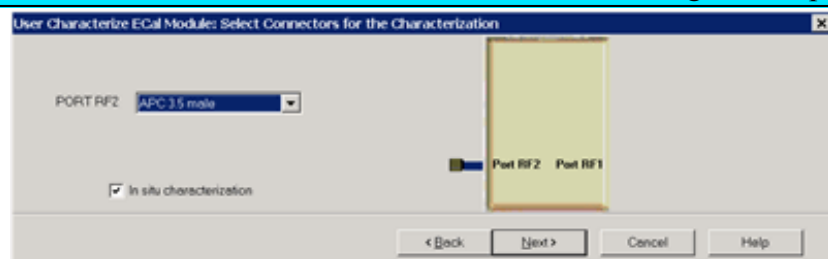 User Characterize ECal Module: Select Connectors for the Characterization
PORT RF2 APC 3.5 male
Port RF2 Port RF1
In situ characterization
< Back Next > Cancel Help